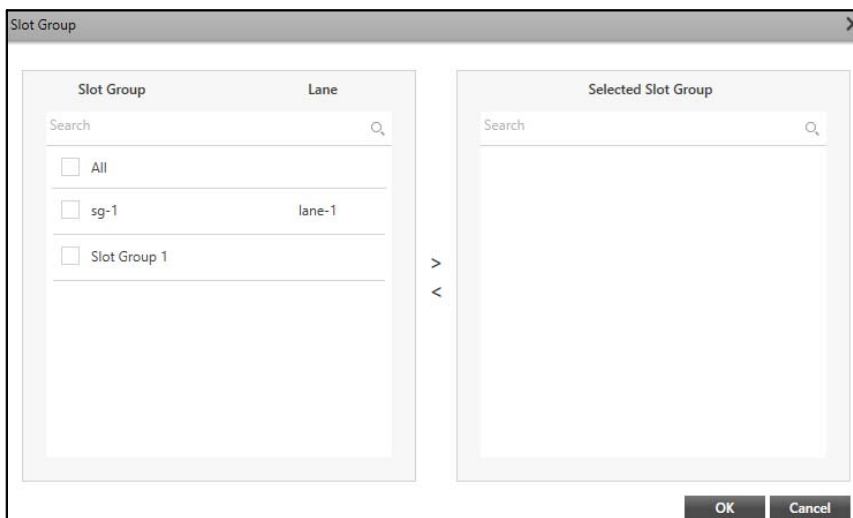 Slot Group X
Slot Group Lane Selected Slot Group
Search Search
All
sg-1 lane-1
Slot Group 1
>
<
OK Cancel